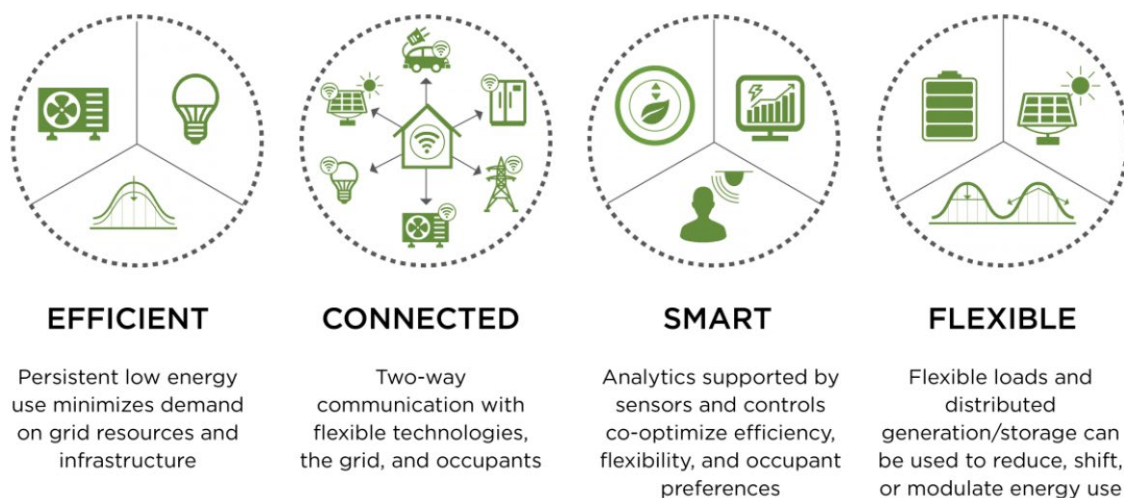 EFFICIENT
Persistent low energy
use minimizes demand
on grid resources and
infrastructure
CONNECTED
Two-way
communication with
flexible technologies,
the grid, and occupants
SMART
Analytics supported by
sensors and controls
co-optimize efficiency,
flexibility, and occupant
preferences
FLEXIBLE
Flexible loads and
distributed
generation/storage can
be used to reduce, shift,
or modulate energy use